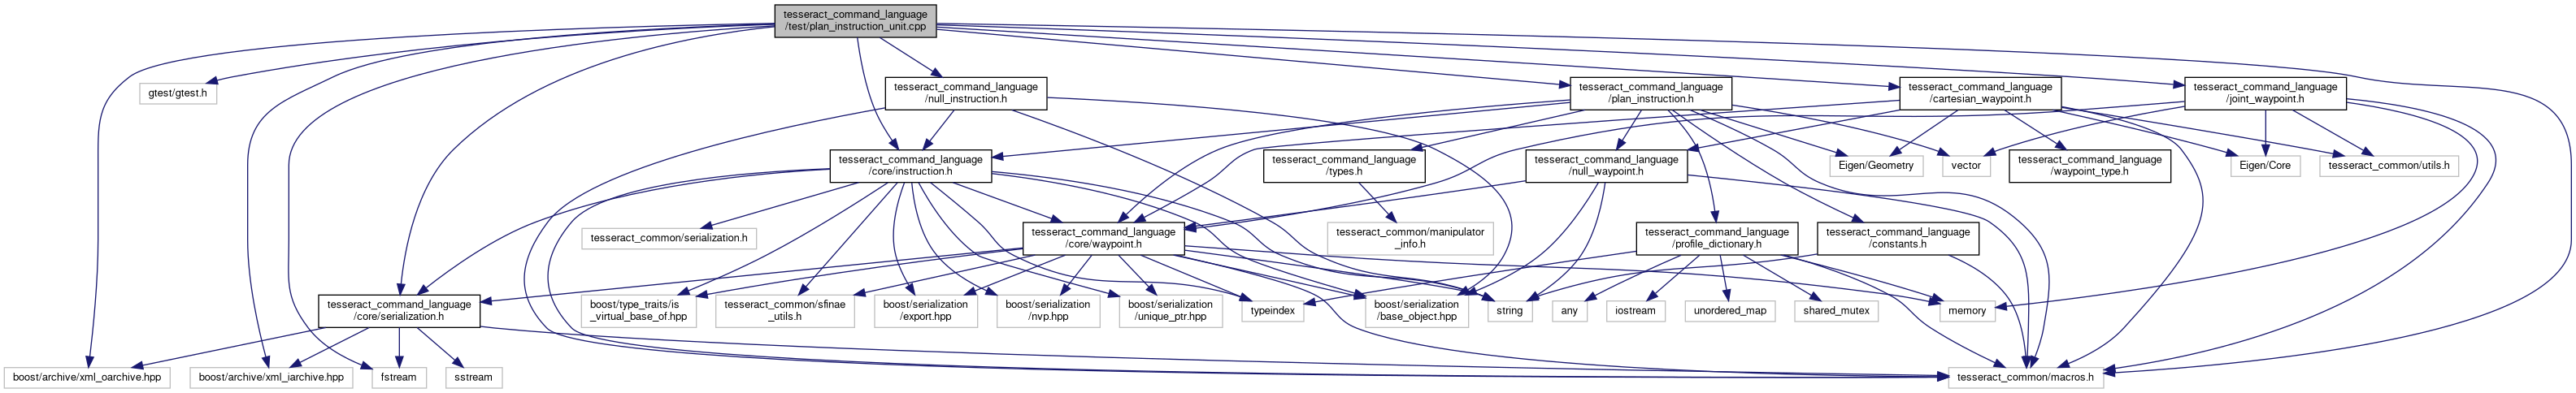 tesseract_command_language
/test/plan_instruction_unit.cpp
gtest/gtest.h
tesseract_command_language
/null_instruction.h
tesseract_command_language
/plan_instruction.h
tesseract_command_language
/cartesian_waypoint.h
tesseract_command_language
/joint_waypoint.h
tesseract_command_language
/core/instruction.h
tesseract_command_language
/types.h
tesseract_command_language
/null_waypoint.h
Eigen/Geometry
vector
tesseract_command_language
/waypoint_type.h
Eigen/Core
tesseract_common/utils.h
tesseract_common/serialization.h
tesseract_command_language
/core/waypoint.h
tesseract_common/manipulator
_info.h
tesseract_command_language
/profile_dictionary.h
tesseract_command_language
/constants.h
tesseract_command_language
/core/serialization.h
boost/type_traits/is
_virtual_base_of.hpp
tesseract_common/sfinae
_utils.h
boost/serialization
/export.hpp
boost/serialization
/nvp.hpp
boost/serialization
/unique_ptr.hpp
typeindex
boost/serialization
/base_object.hpp
string
any
iostream
unordered_map
shared_mutex
memory
boost/archive/xml_oarchive.hpp
boost/archive/xml_iarchive.hpp
fstream
sstream
tesseract_common/macros.h